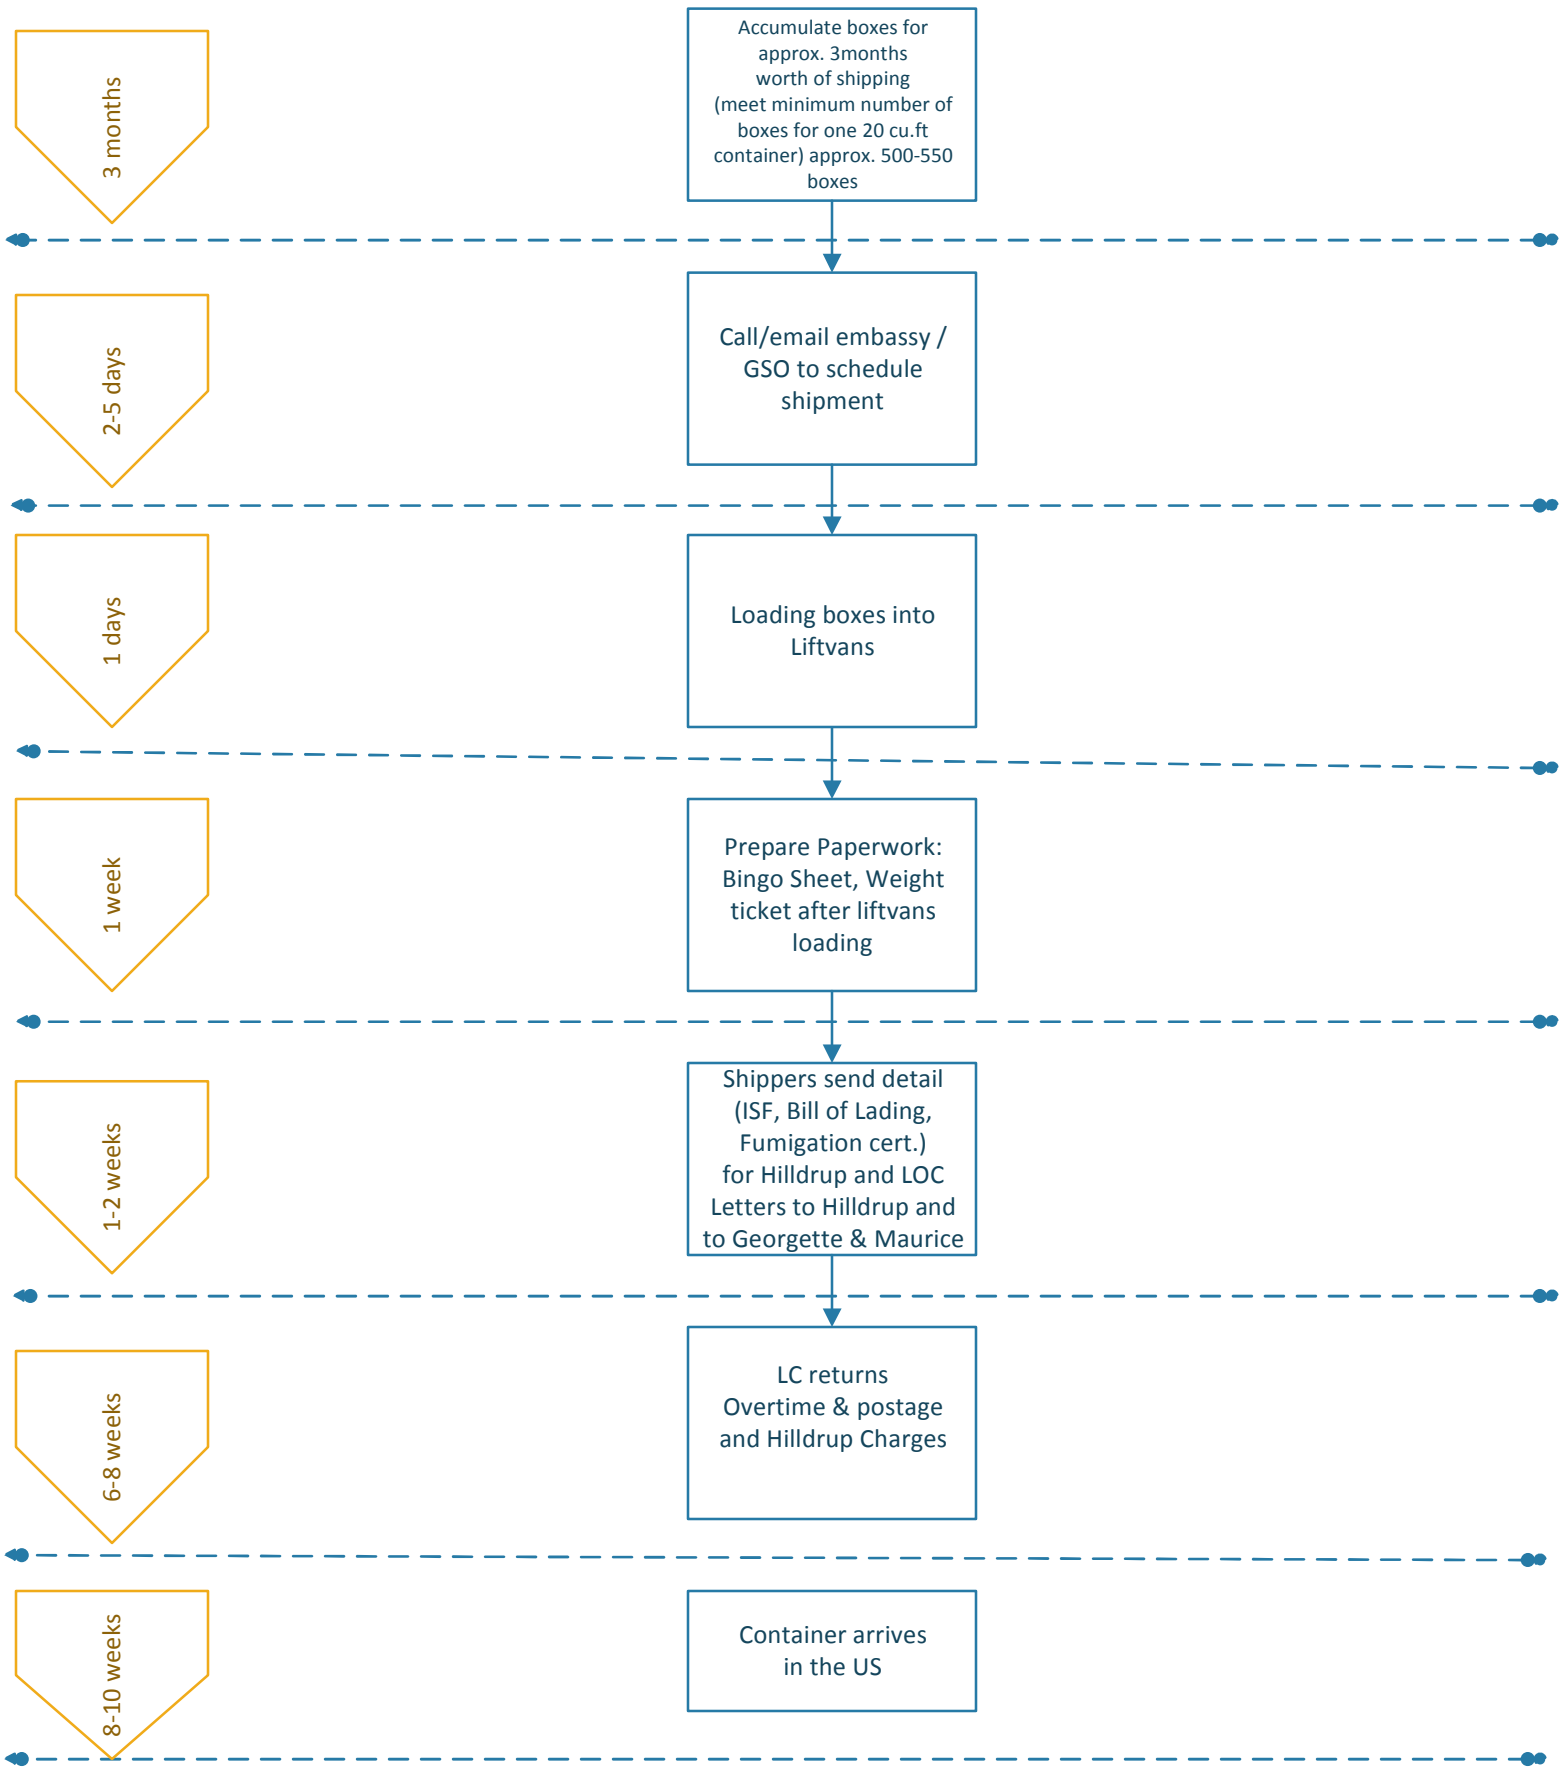 3 months
Accumulate boxes for
approx. 3months
worth of shipping
(meet minimum number of
boxes for one 20 cu.ft
container) approx. 500-550
boxes
2-5 days
Call/email embassy /
GSO to schedule
shipment
1 days
Loading boxes into
Liftvans
1 week
Prepare Paperwork:
Bingo Sheet, Weight
ticket after liftvans
loading
1-2 weeks
Shippers send detail
(ISF, Bill of Lading,
Fumigation cert.)
for Hilldrup and LOC
Letters to Hilldrup and
to Georgette & Maurice
6-8 weeks
LC returns
Overtime & postage
and Hilldrup Charges
8-10 weeks
Container arrives
in the US